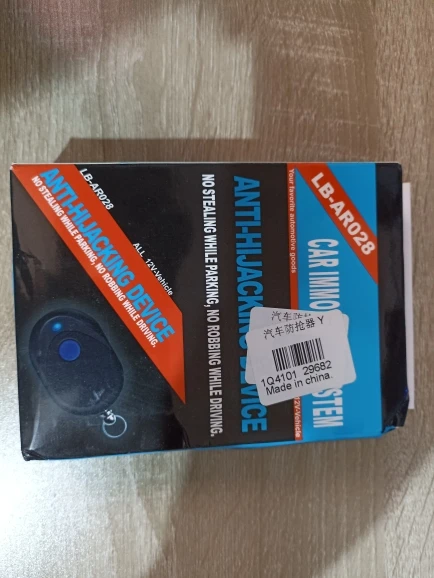 LB-AR028
ANTI-HIJACKING DEVICE
NO STEALING WHILE PARKING, NO ROBBING WHILE DRIVING.
ALL 12V-Vehicle
NO STEALING WHILE PARKING, NO ROBBING WHILE DRIVING.
ANTI-HIJACKING DEVICE
Your favorite automotive goods
LB-AR028
CAR IMMO
STEM
12V-Vehicle
汽车防抢器 Y
1Q4101 29682
Made in china.